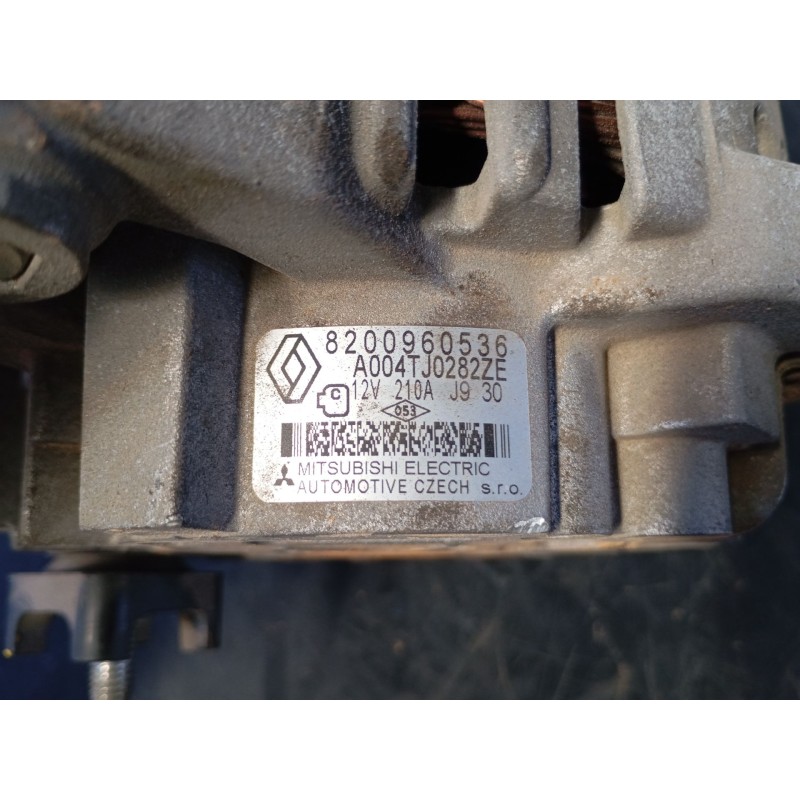 8200960536
A004TJ0282ZE
C 12V 210A J9 30
053
MITSUBISHI ELECTRIC
AUTOMOTIVE CZECH s.r.o.